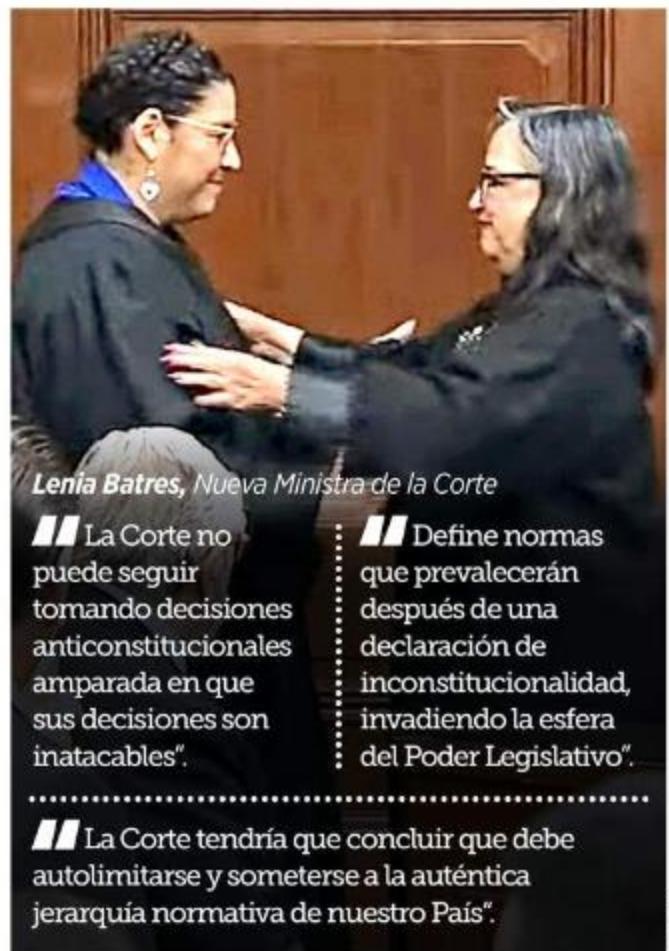 Lenia Batres, Nueva Ministra de la Corte
"La Corte no
puede seguir
tomando decisiones
anticonstitucionales
amparada en que
sus decisiones son
inatacables".
"Define normas
que prevalecerán
después de una
declaración de
inconstitucionalidad,
invadiendo la esfera
del Poder Legislativo".
"La Corte tendría que concluir que debe
autolimitarse y someterse a la auténtica
jerarquía normativa de nuestro País".